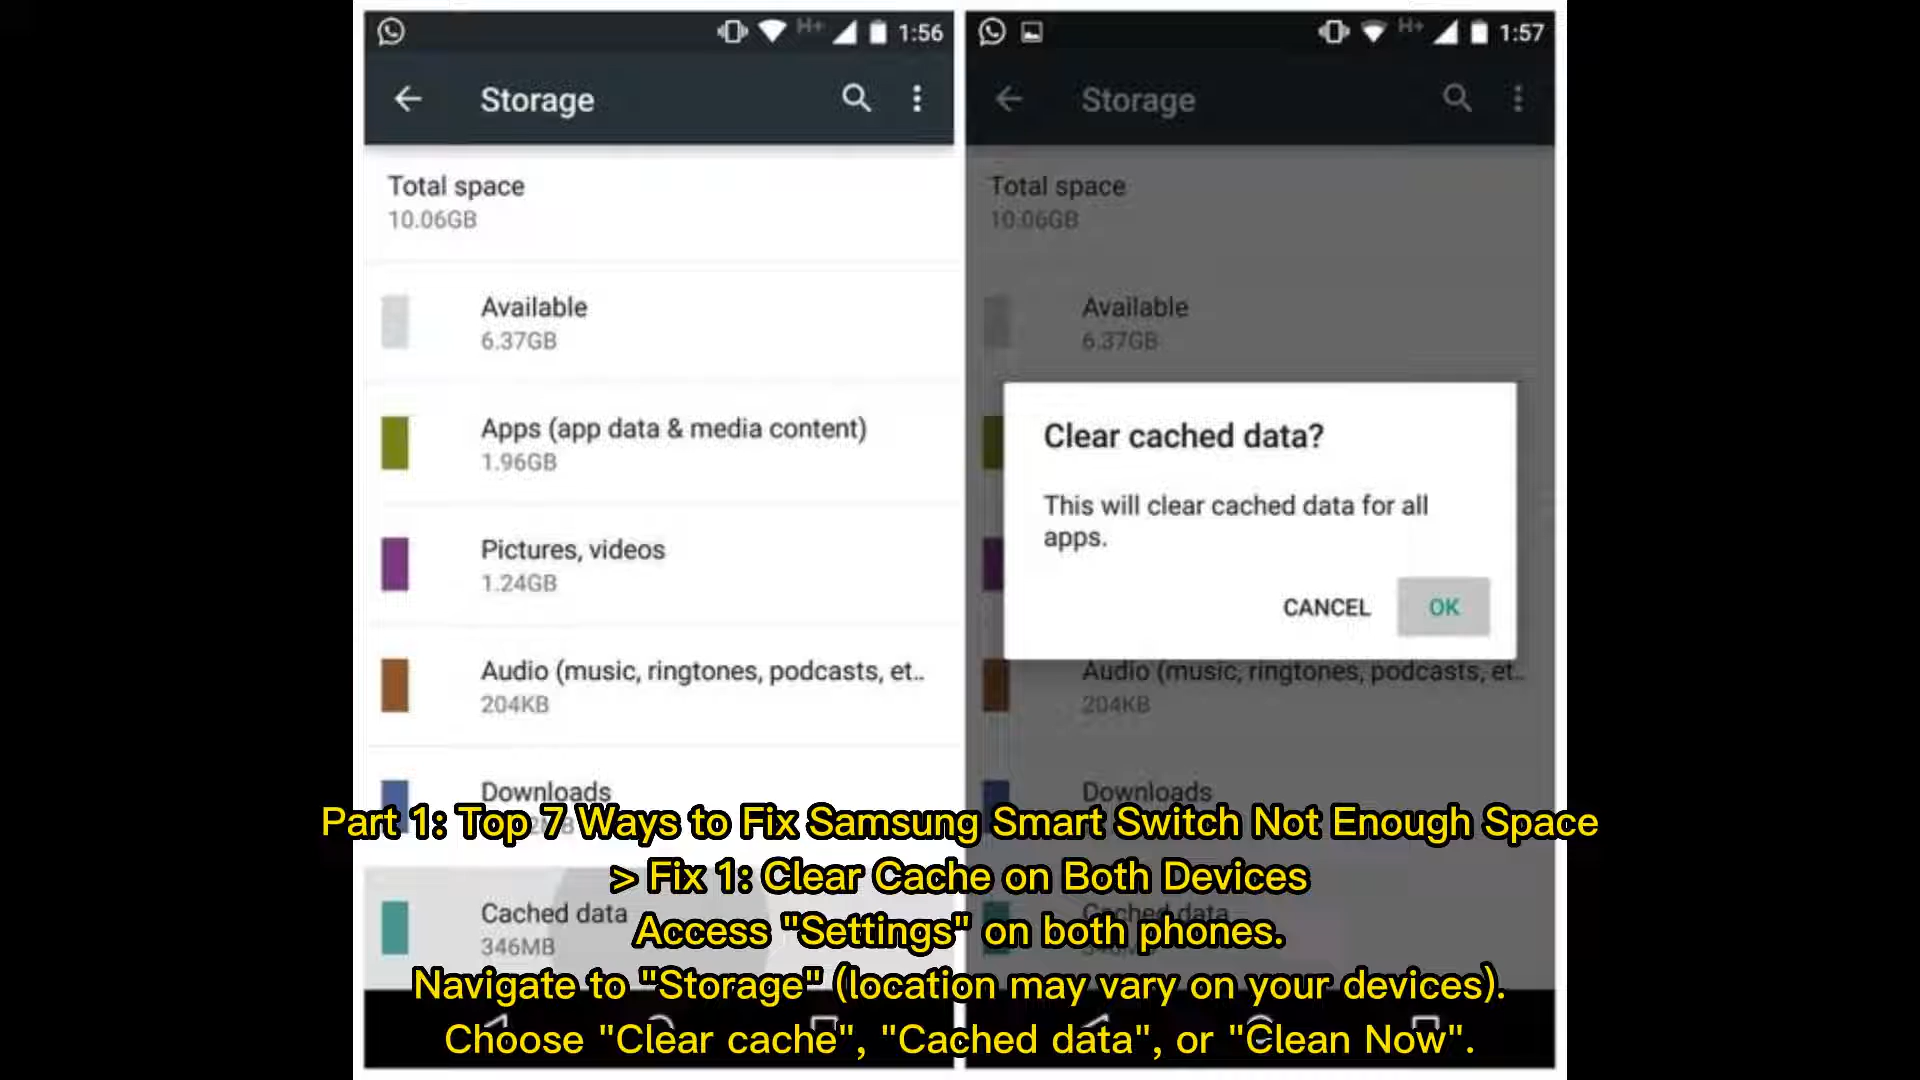 1:56
Storage
Total space
10.06GB
Available
6.37GB
Apps (app data & media content)
1.96GB
Pictures, videos
1.24GB
Audio (music, ringtones, podcasts, et..
204KB
Downloads
Cached data
346MB
1:57
Storage
Total space
10.06GB
Available
6.37GB
Clear cached data?
This will clear cached data for all
apps.
CANCEL OK
Audio (music, ringtones, podcasts, et..
204KB
Downloads
Cached data
Part 1: Top 7 Ways to Fix Samsung Smart Switch Not Enough Space
> Fix 1: Clear Cache on Both Devices
Access "Settings" on both phones.
Navigate to "Storage" (location may vary on your devices).
Choose "Clear cache", "Cached data", or "Clean Now".